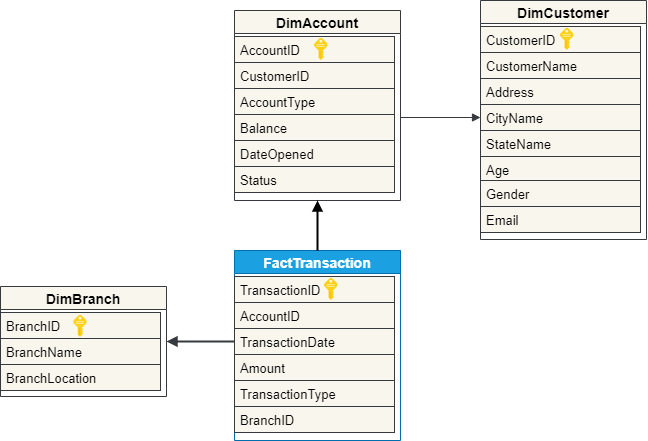 DimAccount
AccountID
CustomerID
AccountType
Balance
DateOpened
Status
DimCustomer
CustomerID
CustomerName
Address
CityName
StateName
Age
Gender
Email
FactTransaction
TransactionID
AccountID
TransactionDate
Amount
TransactionType
BranchID
DimBranch
BranchID
BranchName
BranchLocation